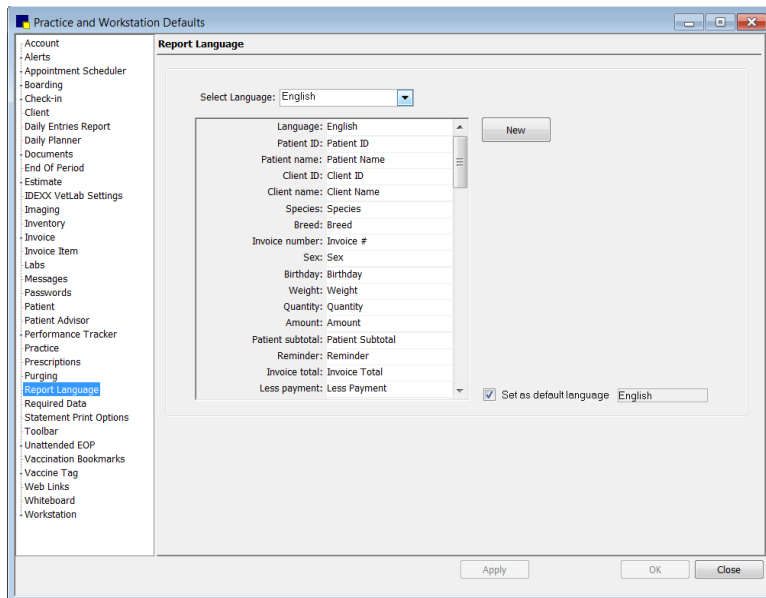 Practice and Workstation Defaults
Account
Alerts
Appointment Scheduler
Boarding
Check-in
Client
Daily Entries Report
Daily Planner
Documents
End Of Period
Estimate
IDEXX VetLab Settings
Imaging
Inventory
Invoice
Invoice Item
Labs
Messages
Passwords
Patient
Patient Advisor
Performance Tracker
Practice
Prescriptions
Purging
Report Language
Required Data
Statement Print Options
Toolbar
Unattended EOP
Vaccination Bookmarks
Vaccine Tag
Web Links
Whiteboard
Workstation
Report Language
Select Language: English
Language: English
Patient ID: Patient ID
Patient name: Patient Name
Client ID: Client ID
Client name: Client Name
Species: Species
Breed: Breed
Invoice number: Invoice #
Sex: Sex
Birthday: Birthday
Weight: Weight
Quantity: Quantity
Amount: Amount
Patient subtotal: Patient Subtotal
Reminder: Reminder
Invoice total: Invoice Total
Less payment: Less Payment
New
Set as default language English
Apply
OK
Close